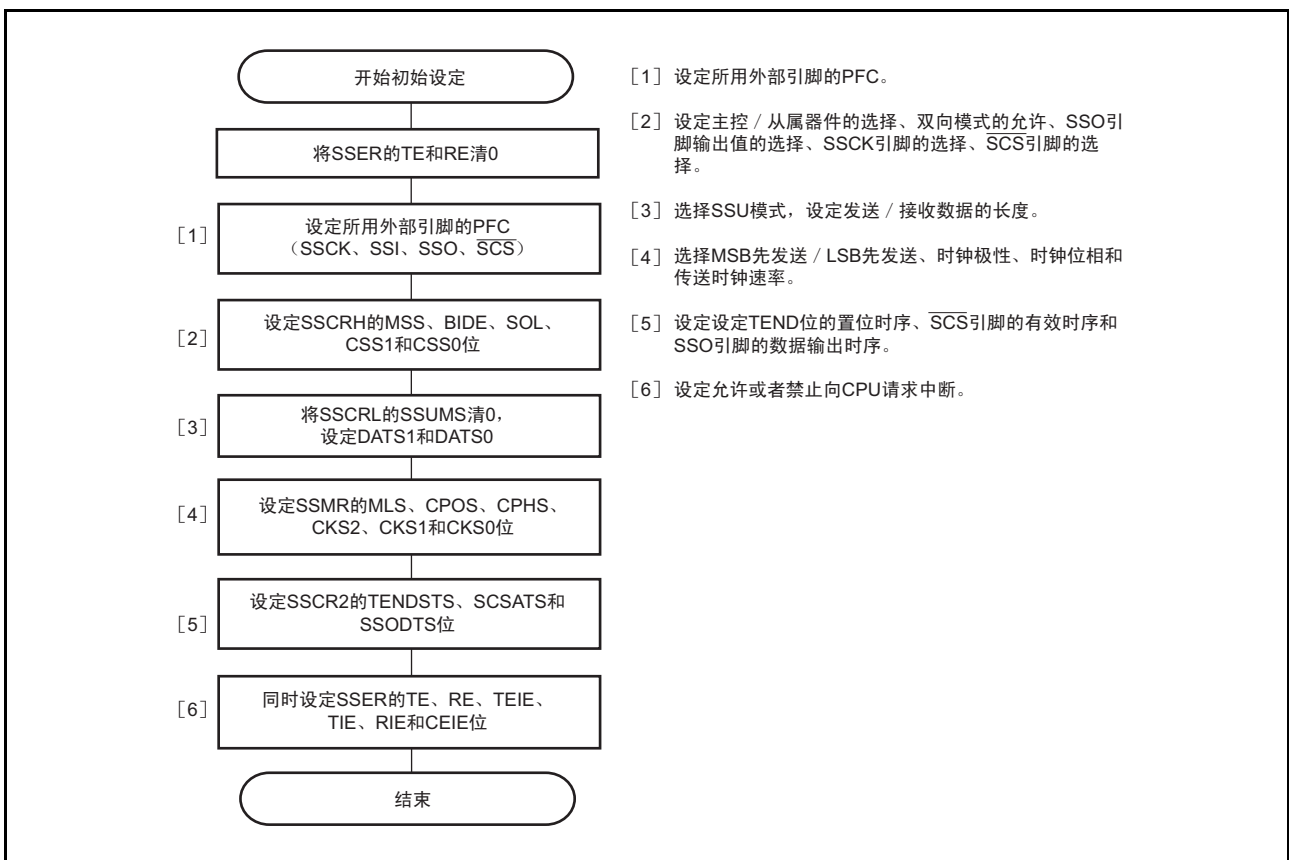 开始初始设定
将SSER的TE和RE清0
[1]
设定所用外部引脚的PFC
（SSCK、SSI、SSO、SCS）
[2]
设定SSCRH的MSS、BIDE、SOL、
CSS1和CSS0位
[3]
将SSCRL的SSUMS清0，
设定DATS1和DATS0
[4]
设定SSMR的MLS、CPOS、CPHS、
CKS2、CKS1和CKS0位
[5]
设定SSCR2的TENDSTS、SCSATS和
SSODTS位
[6]
同时设定SSER的TE、RE、TEIE、
TIE、RIE和CEIE位
结束
[1] 设定所用外部引脚的PFC。
[2] 设定主控／从属器件的选择、双向模式的允许、SSO引
脚输出值的选择、SSCK引脚的选择、SCS引脚的选
择。
[3] 选择SSU模式，设定发送／接收数据的长度。
[4] 选择MSB先发送／LSB先发送、时钟极性、时钟位相和
传送时钟速率。
[5] 设定设定TEND位的置位时序、SCS引脚的有效时序和
SSO引脚的数据输出时序。
[6] 设定允许或者禁止向CPU请求中断。